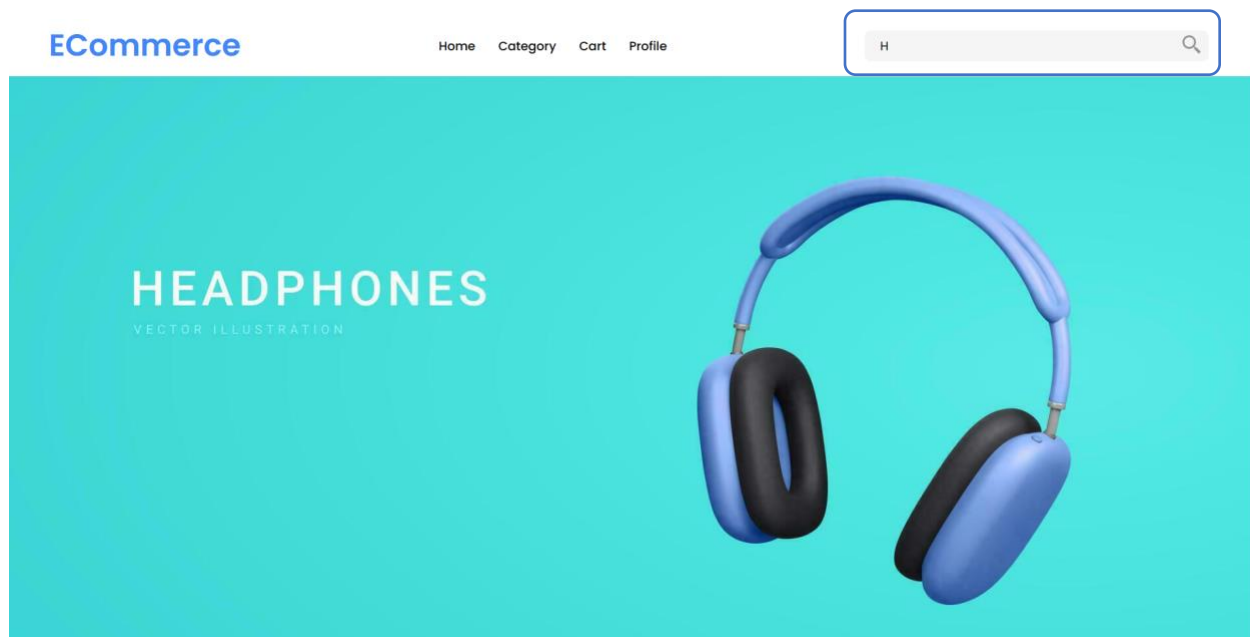 ECommerce
Home Category Cart Profile
H
HEADPHONES
VECTOR ILLUSTRATION